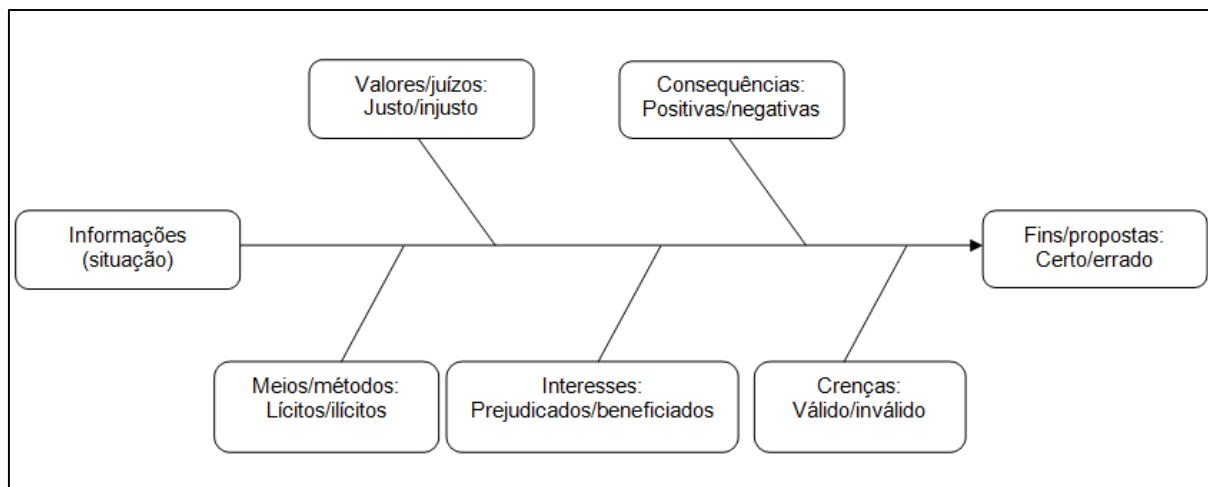 Valores/juízos:
Justo/injusto
Consequências:
Positivas/negativas
Informações
(situação)
Fins/propostas:
Certo/errado
Meios/métodos:
Lícitos/ilícitos
Interesses:
Prejudicados/beneficiados
Crenças:
Válido/inválido